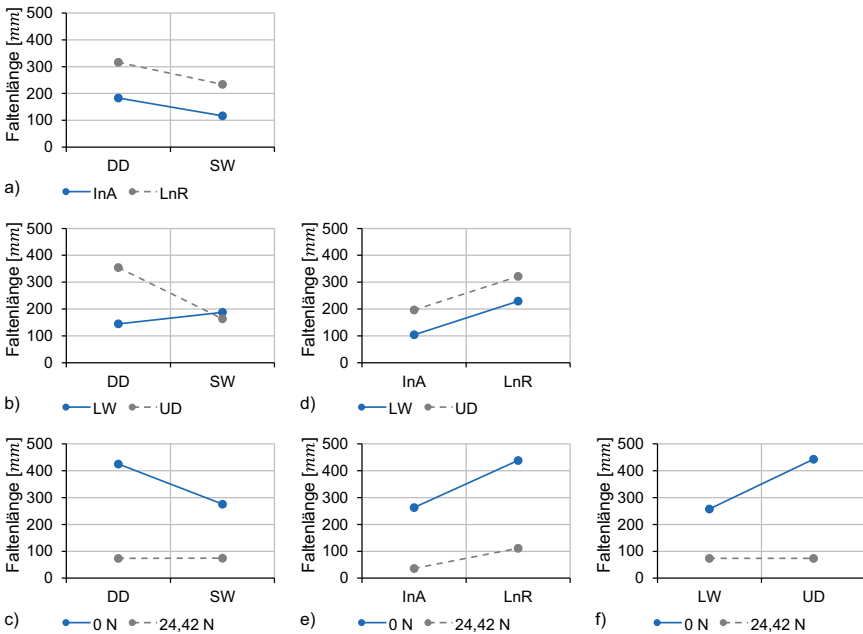 Faltenlänge [mm]
500
400
300
200
100
0
DD SW
a) InA LnR
Faltenlänge [mm]
500
400
300
200
100
0
DD SW
b) LW UD
Faltenlänge [mm]
500
400
300
200
100
0
InA LnR
d) LW UD
Faltenlänge [mm]
500
400
300
200
100
0
DD SW
c) 0 N 24,42 N
Faltenlänge [mm]
500
400
300
200
100
0
InA LnR
e) 0 N 24,42 N
Faltenlänge [mm]
500
400
300
200
100
0
LW UD
f) 0 N 24,42 N